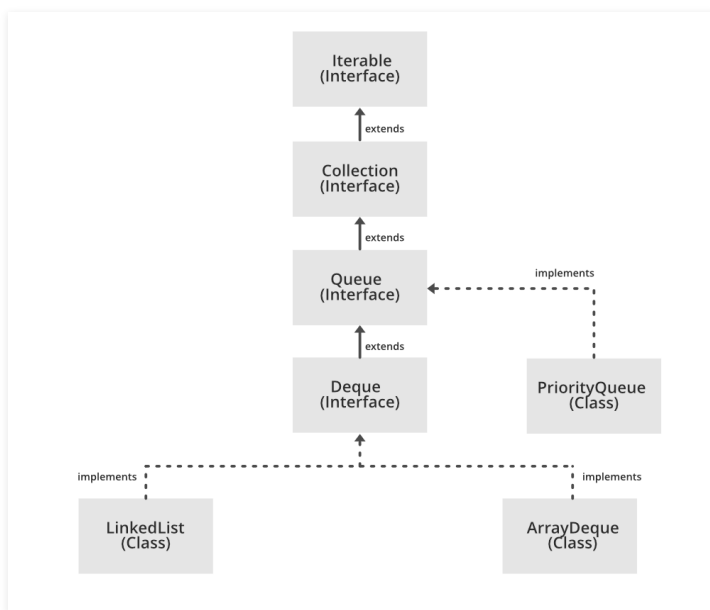 Iterable
(Interface)
extends
Collection
(Interface)
extends
Queue
(Interface)
implements
extends
Deque
(Interface)
PriorityQueue
(Class)
implements
implements
LinkedList
(Class)
ArrayDeque
(Class)